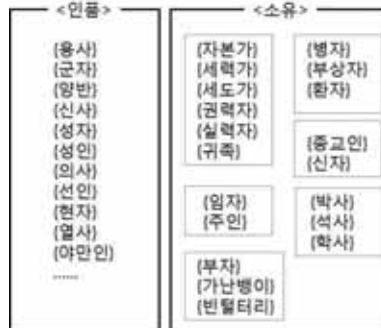 <인품>
{용사}
{군자}
{양반}
{신사}
{성자}
{성인}
{의사}
{선인}
{현자}
{열사}
{야만인}
......
<소유>
{자본가}
{세력가}
{세도가}
{권력자}
{실력자}
{귀족}
{병자}
{부상자}
{환자}
{종교인}
{신자}
{임자}
{주인}
{박사}
{석사}
{학사}
{부자}
{가난뱅이}
{빈털터리}